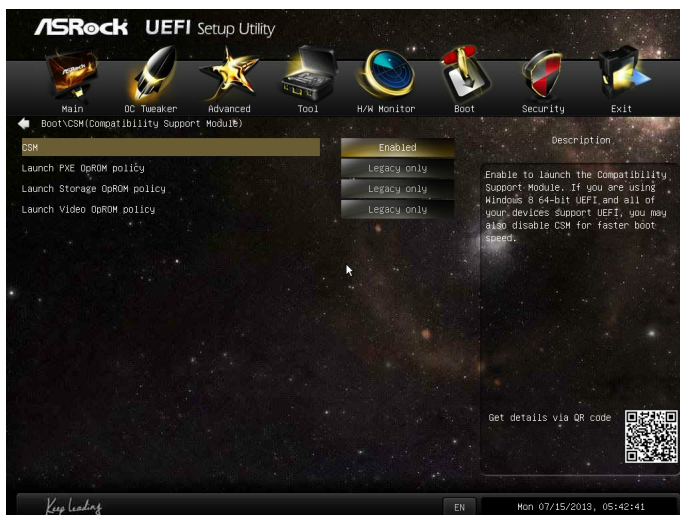 ASRock UEFI Setup Utility
ASRock
Main OC Tweaker Advanced Tool H/W Monitor Boot Security Exit
Boot\CSM(Compatibility Support Module)
Description
CSM Enabled
Launch PXE OpROM policy Legacy only
Launch Storage OpROM policy Legacy only
Launch Video OpROM policy Legacy only
Enable to launch the Compatibility
Support Module. If you are using
Windows 8 64-bit UEFI and all of
your devices support UEFI, you may
also disable CSM for faster boot
speed.
Get details via QR code
Keep Leading
EN
Mon 07/15/2013, 05:42:41